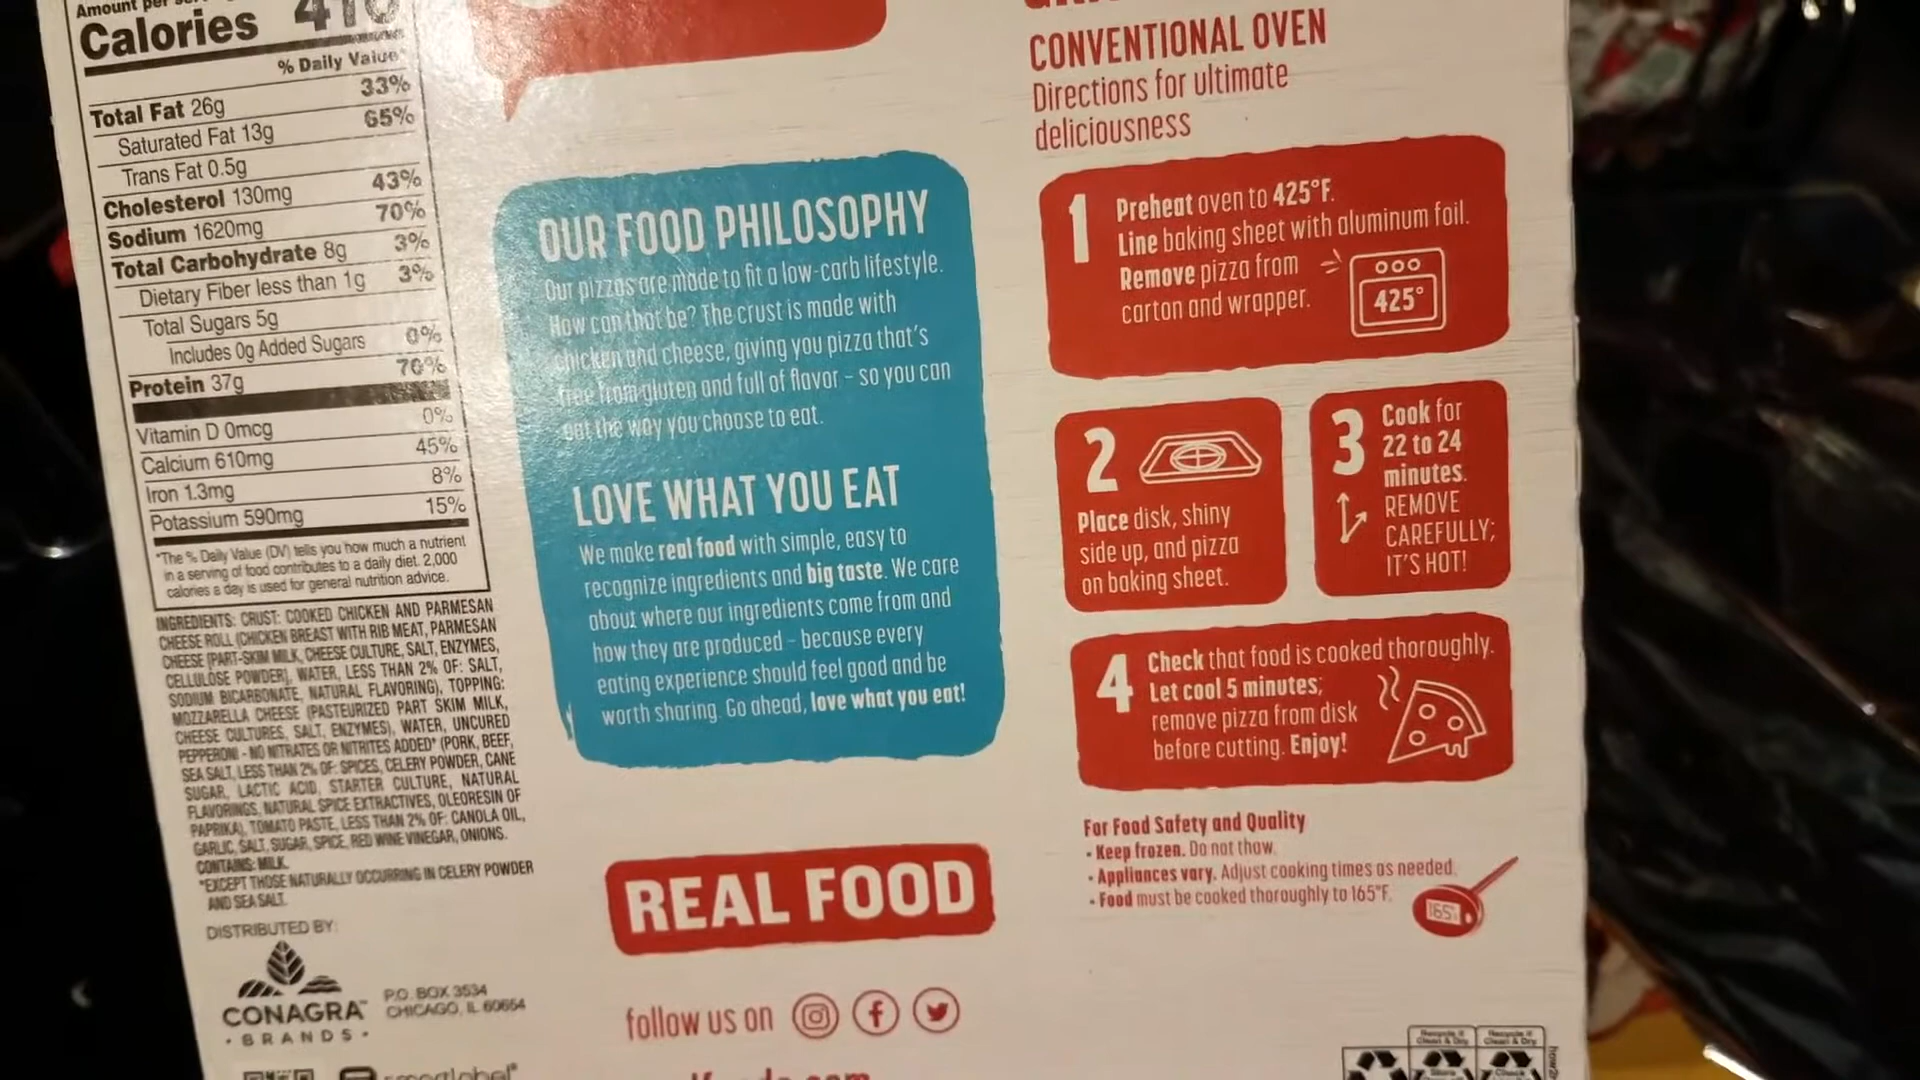 Amount per
Calories 410
% Daily Value
Total Fat 26g 33%
Saturated Fat 13g 65%
Trans Fat 0.5g
Cholesterol 130mg 43%
Sodium 1620mg 70%
Total Carbohydrate 8g 3%
Dietary Fiber less than 1g 3%
Total Sugars 5g
Includes 0g Added Sugars 0%
Protein 37g 70%
Vitamin D 0mcg 0%
Calcium 610mg 45%
Iron 1.3mg 8%
Potassium 590mg 15%
*The % Daily Value (DV) tells you how much a nutrient
in a serving of food contributes to a daily diet. 2,000
calories a day is used for general nutrition advice.
INGREDIENTS: CRUST: COOKED CHICKEN AND PARMESAN
CHEESE ROLL (CHICKEN BREAST WITH RIB MEAT, PARMESAN
CHEESE [PART-SKIM MILK, CHEESE CULTURE, SALT, ENZYMES,
CELLULOSE POWDER], WATER, LESS THAN 2% OF: SALT,
SODIUM BICARBONATE, NATURAL FLAVORING), TOPPING:
MOZZARELLA CHEESE (PASTEURIZED PART SKIM MILK,
CHEESE CULTURES, SALT, ENZYMES), WATER, UNCURED
PEPPERONI - NO NITRATES OR NITRITES ADDED* (PORK, BEEF,
SEA SALT, LESS THAN 2% OF: SPICES, CELERY POWDER, CANE
SUGAR, LACTIC ACID, STARTER CULTURE, NATURAL
FLAVORINGS, NATURAL SPICE EXTRACTIVES, OLEORESIN OF
PAPRIKA), TOMATO PASTE, LESS THAN 2% OF: CANOLA OIL,
GARLIC, SALT, SUGAR, SPICE, RED WINE VINEGAR, ONIONS.
CONTAINS: MILK.
*EXCEPT THOSE NATURALLY OCCURRING IN CELERY POWDER
AND SEA SALT.
DISTRIBUTED BY:
CONAGRA™
• BRANDS •
P.O. BOX 3534
CHICAGO, IL 60654
smartlabel®
OUR FOOD PHILOSOPHY
Our pizzas are made to fit a low-carb lifestyle.
How can that be? The crust is made with
chicken and cheese, giving you pizza that's
free from gluten and full of flavor – so you can
eat the way you choose to eat.
LOVE WHAT YOU EAT
We make real food with simple, easy to
recognize ingredients and big taste. We care
about where our ingredients come from and
how they are produced – because every
eating experience should feel good and be
worth sharing. Go ahead, love what you eat!
REAL FOOD
follow us on
CONVENTIONAL OVEN
Directions for ultimate
deliciousness
1
Preheat oven to 425°F.
Line baking sheet with aluminum foil.
Remove pizza from
carton and wrapper.
425°
2
Place disk, shiny
side up, and pizza
on baking sheet.
3
Cook for
22 to 24
minutes.
REMOVE
CAREFULLY;
IT'S HOT!
4
Check that food is cooked thoroughly.
Let cool 5 minutes;
remove pizza from disk
before cutting. Enjoy!
For Food Safety and Quality
• Keep frozen. Do not thaw.
• Appliances vary. Adjust cooking times as needed.
• Food must be cooked thoroughly to 165°F.
165°
Recycle if
Clean & Dry
Recycle if
Clean & Dry
Store
Check